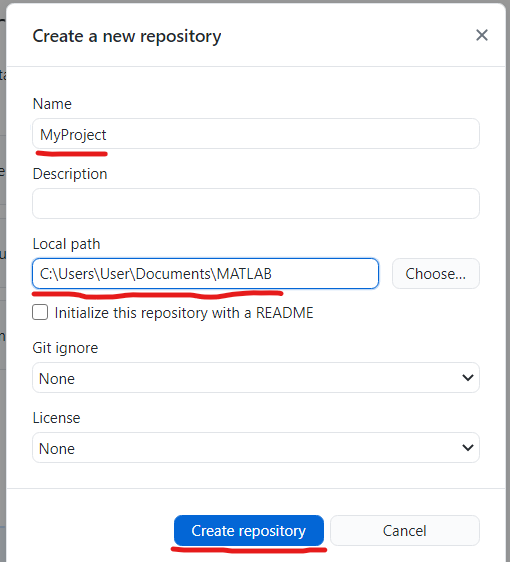 Create a new repository
Name
MyProject
Description
Local path
C:\Users\User\Documents\MATLAB
Choose...
Initialize this repository with a README
Git ignore
None
License
None
Create repository
Cancel